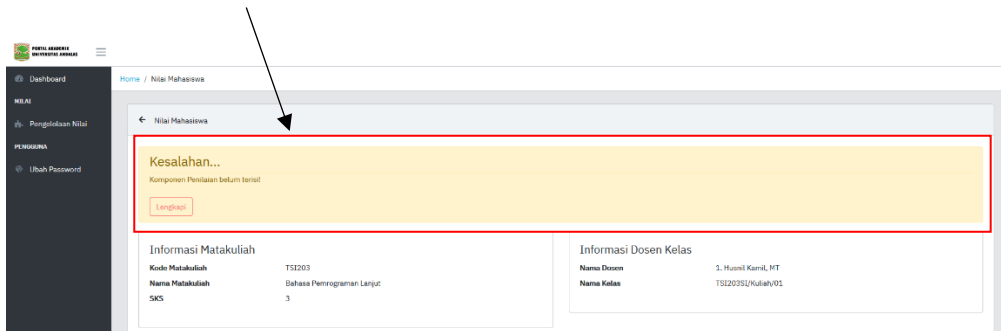 PORTAL AKADEMIK
UNIVERSITAS ANDALAS
Dashboard
NILAI
Pengelolaan Nilai
PENGGUNA
Ubah Password
Home / Nilai Mahasiswa
Nilai Mahasiswa
Kesalahan...
Komponen Penilaian belum terisi!
Lengkapi
Informasi Matakuliah
Kode Matakuliah TSI203
Nama Matakuliah Bahasa Pemrograman Lanjut
SKS 3
Informasi Dosen Kelas
Nama Dosen 1. Husnil Kamil, MT
Nama Kelas TSI203SI/Kuliah/01